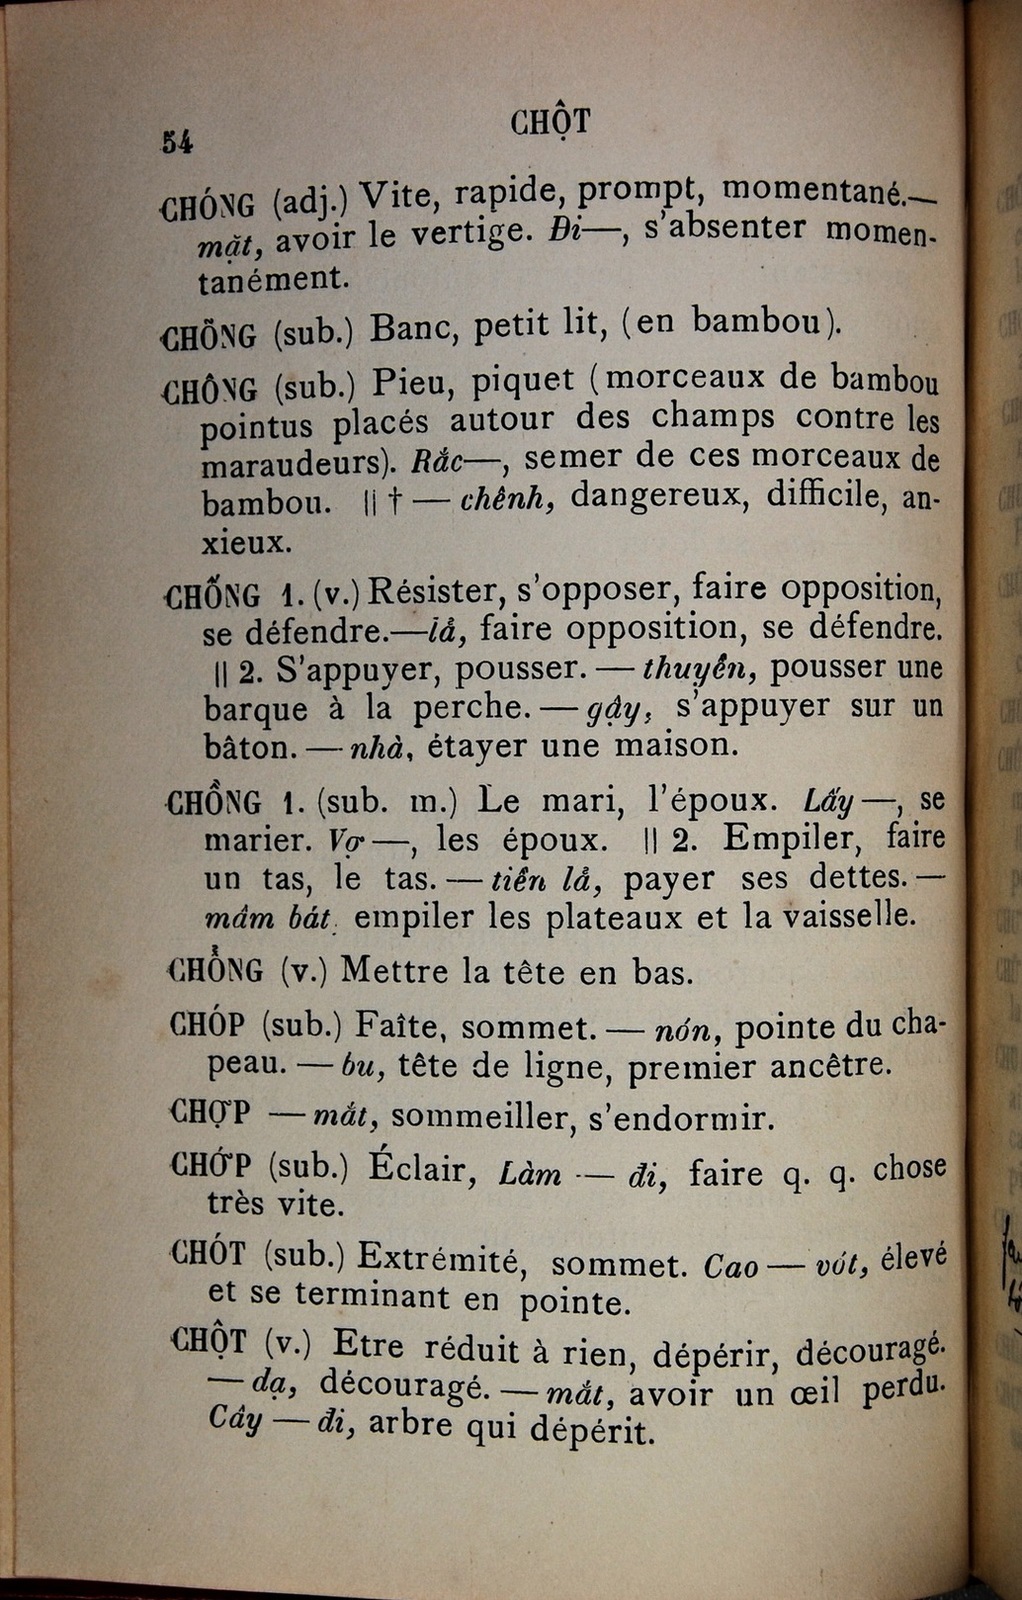 54
CHỘT
CHÓNG (adj.) Vite, rapide, prompt, momentané.—
mặt, avoir le vertige. Đi—, s'absenter momen-
tanément.
CHÕNG (sub.) Banc, petit lit, (en bambou).
CHÔNG (sub.) Pieu, piquet (morceaux de bambou
pointus placés autour des champs contre les
maraudeurs). Rắc—, semer de ces morceaux de
bambou. || † — chênh, dangereux, difficile, an-
xieux.
CHỐNG 1. (v.) Résister, s'opposer, faire opposition,
se défendre.—lả, faire opposition, se défendre.
|| 2. S'appuyer, pousser. — thuyền, pousser une
barque à la perche. — gậy, s'appuyer sur un
bâton. — nhà, étayer une maison.
CHỒNG 1. (sub. m.) Le mari, l'époux. Lấy —, se
marier. Vợ —, les époux. || 2. Empiler, faire
un tas, le tas. — tiền lả, payer ses dettes. —
mâm bát. empiler les plateaux et la vaisselle.
CHỔNG (v.) Mettre la tête en bas.
CHÓP (sub.) Faîte, sommet. — nón, pointe du cha-
peau. — bu, tête de ligne, premier ancêtre.
CHỢP — mắt, sommeiller, s'endormir.
CHỚP (sub.) Éclair, Làm — đi, faire q. q. chose
très vite.
CHÓT (sub.) Extrémité, sommet. Cao — vót, élevé
et se terminant en pointe.
CHỘT (v.) Etre réduit à rien, dépérir, découragé.
— dạ, découragé. — mắt, avoir un œil perdu.
Cây — đi, arbre qui dépérit.